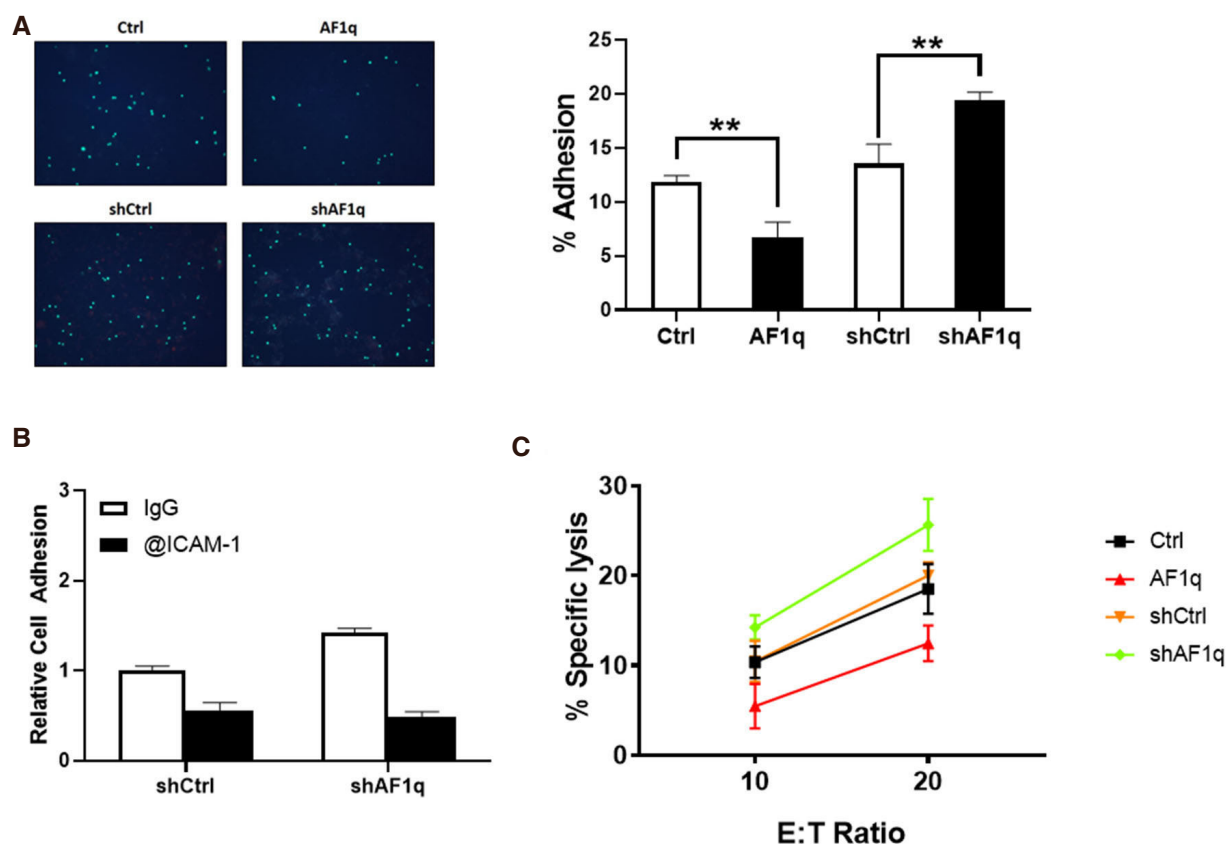 A
Ctrl
AF1q
shCtrl
shAF1q
% Adhesion
25
20
15
10
5
0
**
**
Ctrl
AF1q
shCtrl
shAF1q
B
Relative Cell Adhesion
3
2
1
0
IgG
@ICAM-1
shCtrl
shAF1q
C
% Specific lysis
30
20
10
0
10
20
E:T Ratio
Ctrl
AF1q
shCtrl
shAF1q